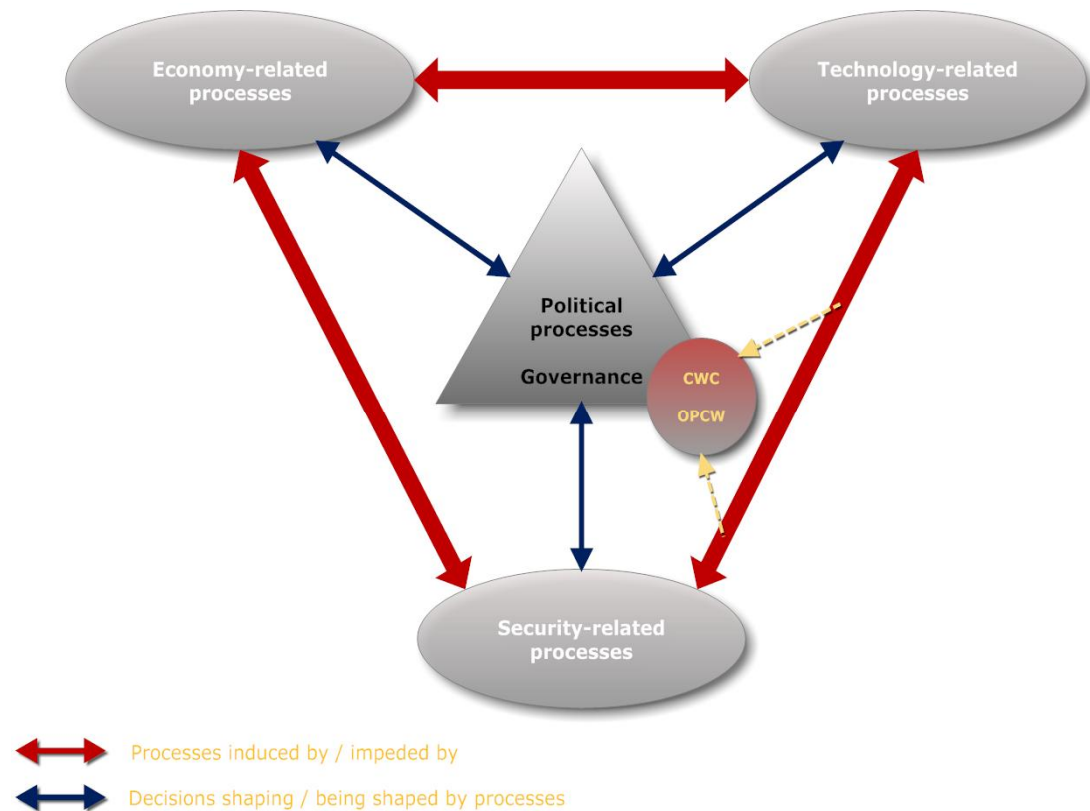 Economy-related
processes
Technology-related
processes
Political
processes
Governance
CWC
OPCW
Security-related
processes
Processes induced by / impeded by
Decisions shaping / being shaped by processes